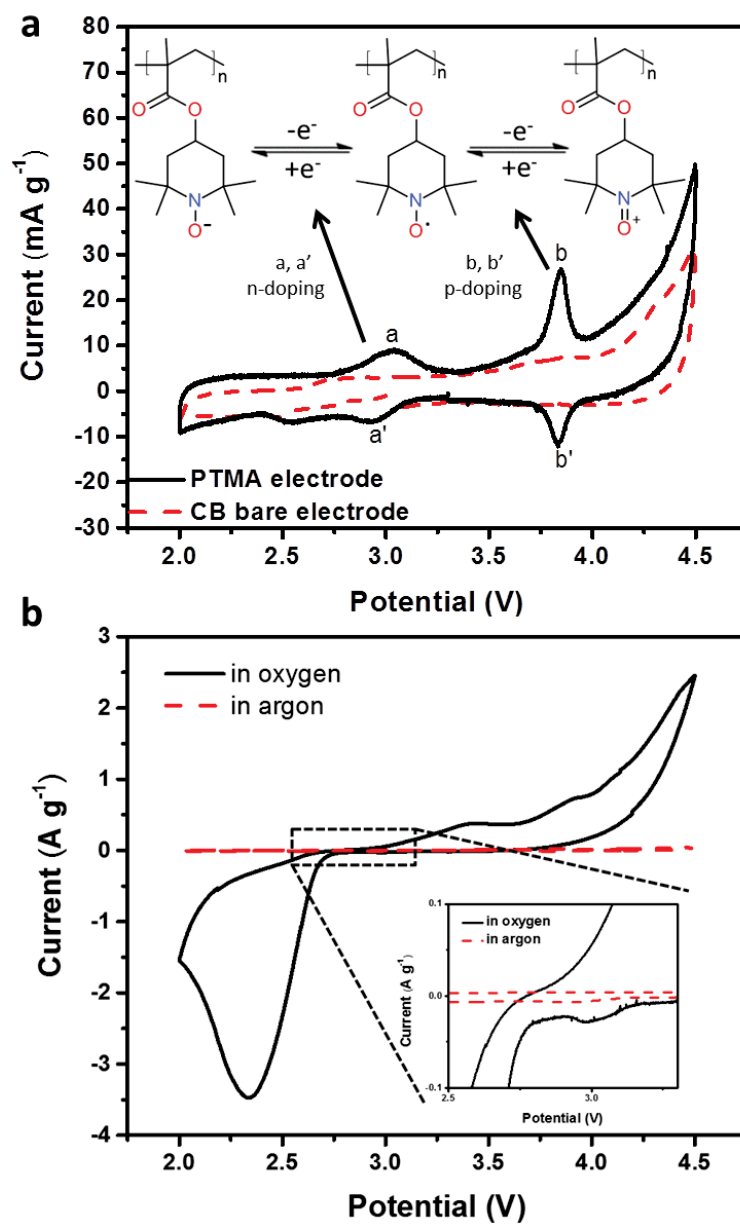 a
80
70
60
50
40
30
20
10
0
-10
-20
-30
Current (mA g⁻¹)
n
n
n
O O
O O
O O
-e⁻
+e⁻
-e⁻
+e⁻
N
N
N
O⁻
O·
O⁺
a, a’
n-doping
b, b’
p-doping
b
a
a'
b'
PTMA electrode
CB bare electrode
2.0 2.5 3.0 3.5 4.0 4.5
Potential (V)
b
3
2
1
0
-1
-2
-3
-4
Current (A g⁻¹)
in oxygen
in argon
0.1
0.0
-0.1
Current (A g⁻¹)
in oxygen
in argon
2.5 3.0
Potential (V)
2.0 2.5 3.0 3.5 4.0 4.5
Potential (V)